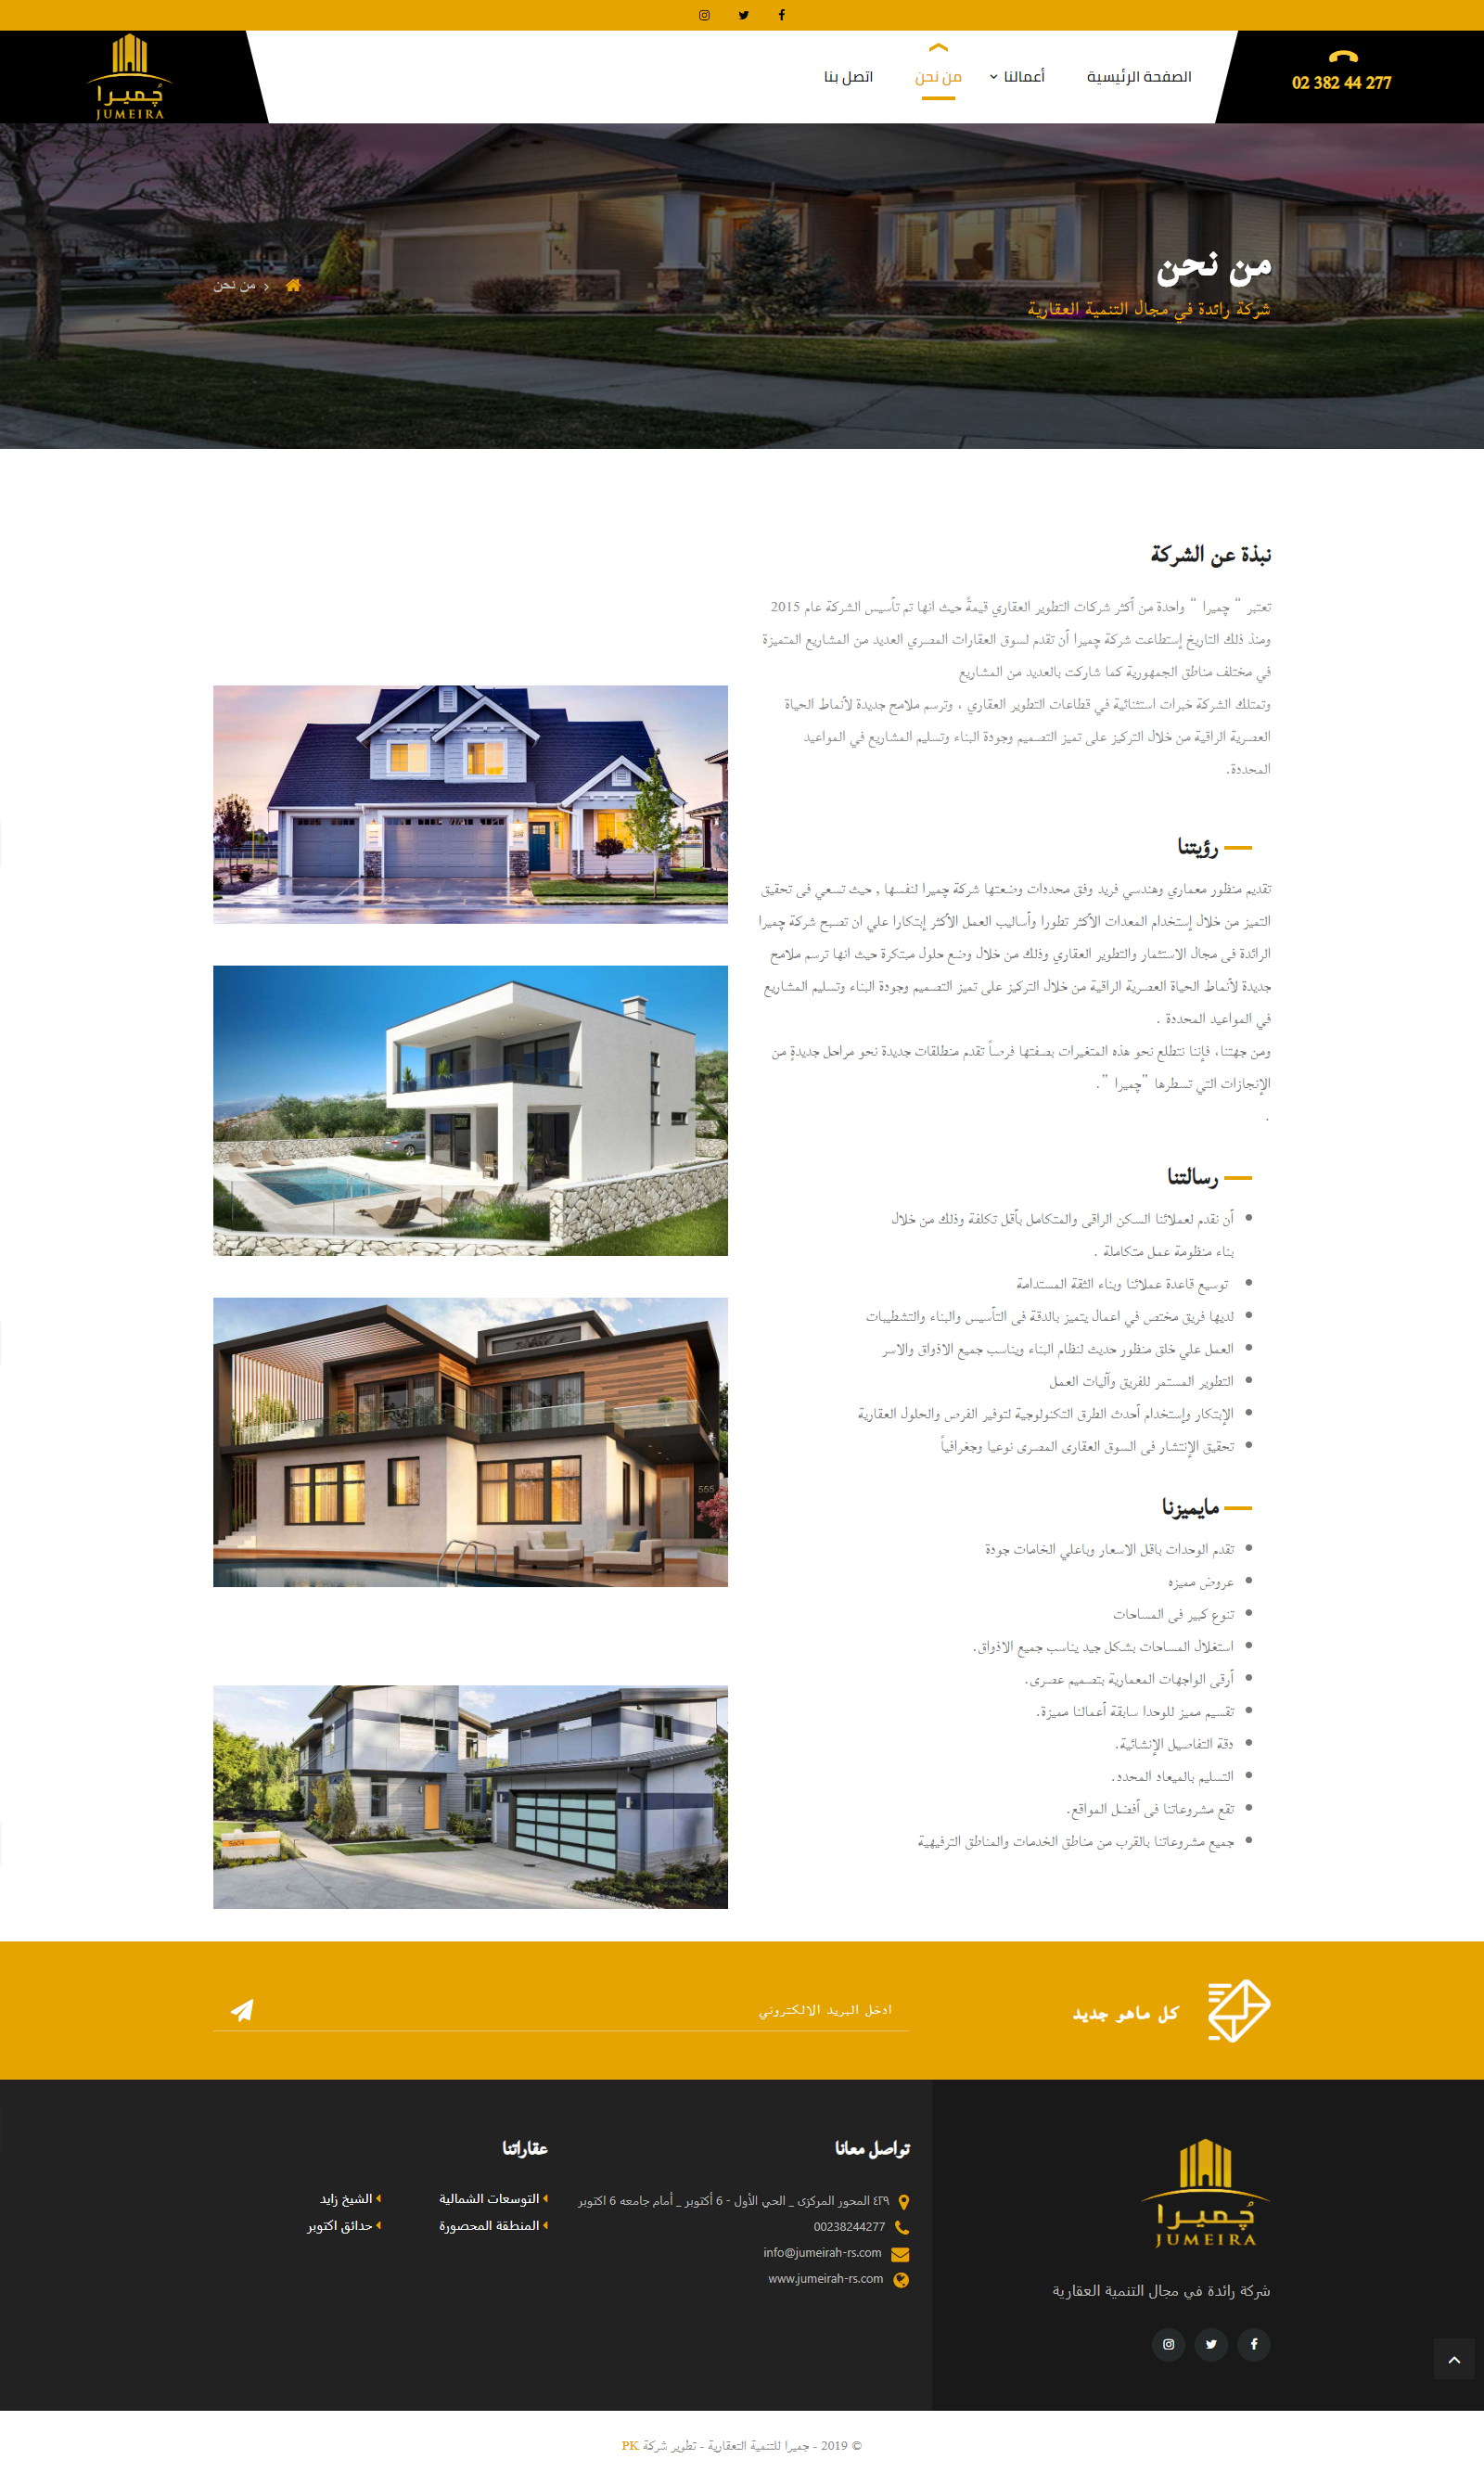 02 382 44 277
الصفحة الرئيسية
أعمالنا
من نحن
اتصل بنا
چُميرا
JUMEIRA
من نحن
شركة رائدة في مجال التنمية العقارية
من نحن
نبذة عن الشركة
تعتبر " چميرا " واحدة من أكثر شركات التطوير العقاري قيمةً حيث انها تم تأسيس الشركة عام 2015
ومنذ ذلك التاريخ إستطاعت شركة چميرا أن تقدم لسوق العقارات المصري العديد من المشاريع المتميزة
في مختلف مناطق الجمهورية كما شاركت بالعديد من المشاريع
وتمتلك الشركة خبرات استثنائية في قطاعات التطوير العقاري ، وترسم ملامح جديدة لأنماط الحياة
العصرية الراقية من خلال التركيز على تميز التصميم وجودة البناء وتسليم المشاريع في المواعيد
المحددة.
رؤيتنا
تقديم منظور معماري وهندسي فريد وفق محددات وضعتها شركة چميرا لنفسها , حيث تسعي فى تحقيق
التميز من خلال إستخدام المعدات الأكثر تطورا وأساليب العمل الأكثر إبتكارا علي ان تصبح شركة چميرا
الرائدة فى مجال الاستثمار والتطوير العقاري وذلك من خلال وضع حلول مبتكرة حيث انها ترسم ملامح
جديدة لأنماط الحياة العصرية الراقية من خلال التركيز على تميز التصميم وجودة البناء وتسليم المشاريع
في المواعيد المحددة .
ومن جهتنا، فإننا نتطلع نحو هذه المتغيرات بصفتها فرصاً تقدم منطلقات جديدة نحو مراحل جديدةٍ من
الإنجازات التي تسطرها "چميرا ".
.
رسالتنا
أن نقدم لعملائنا السكن الراقى والمتكامل بأقل تكلفة وذلك من خلال
بناء منظومة عمل متكاملة .
توسيع قاعدة عملائنا وبناء الثقة المستدامة
لديها فريق مختص في اعمال يتميز بالدقة فى التأسيس والبناء والتشطيبات
العمل علي خلق منظور حديث لنظام البناء ويناسب جميع الاذواق والاسر
التطوير المستمر للفريق وآليات العمل
الإبتكار وإستخدام أحدث الطرق التكنولوجية لتوفير الفرص والحلول العقارية
تحقيق الإنتشار فى السوق العقارى المصرى نوعيا وجغرافياً
مايميزنا
تقدم الوحدات باقل الاسعار وباعلي الخامات جودة
عروض مميزه
تنوع كبير فى المساحات
استغلال المساحات بشكل جيد يناسب جميع الاذواق.
أرقى الواجهات المعمارية بتصميم عصرى.
تقسيم مميز للوحدا سابقة أعمالنا مميزة.
دقة التفاصيل الإنشائية.
التسليم بالميعاد المحدد.
تقع مشروعاتنا فى أفضل المواقع.
جميع مشروعاتنا بالقرب من مناطق الخدمات والمناطق الترفيهية
555
5604
كل ماهو جديد
ادخل البريد الالكتروني
چُميرا
JUMEIRA
شركة رائدة في مجال التنمية العقارية
تواصل معانا
٤٢٩ المحور المركزى _ الحي الأول - 6 أكتوبر _ أمام جامعه 6 اكتوبر
00238244277
info@jumeirah-rs.com
www.jumeirah-rs.com
عقاراتنا
التوسعات الشمالية
الشيخ زايد
المنطقة المحصورة
حدائق اكتوبر
© 2019 - جميرا للتنمية التعقارية - تطوير شركة PK